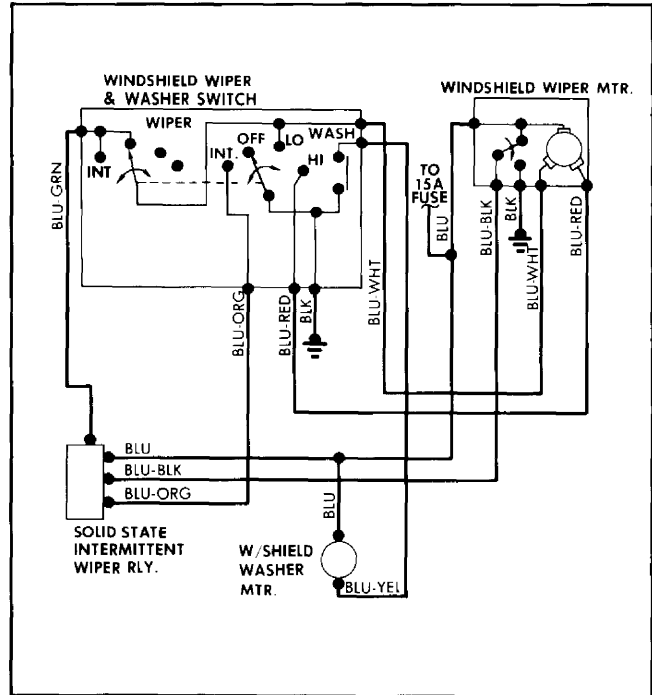 WINDSHIELD WIPER
& WASHER SWITCH
WINDSHIELD WIPER MTR.
WIPER
OFF
LO
WASH
INT
INT.
HI
TO
15A
FUSE
BLU-GRN
BLU-ORG
BLU-RED
BLK
BLU-WHT
BLU
BLU-BLK
BLK
BLU-WHT
BLU-RED
BLU
BLU-BLK
BLU-ORG
SOLID STATE
INTERMITTENT
WIPER RLY.
BLU
W/SHIELD
WASHER
MTR.
BLU-YEL